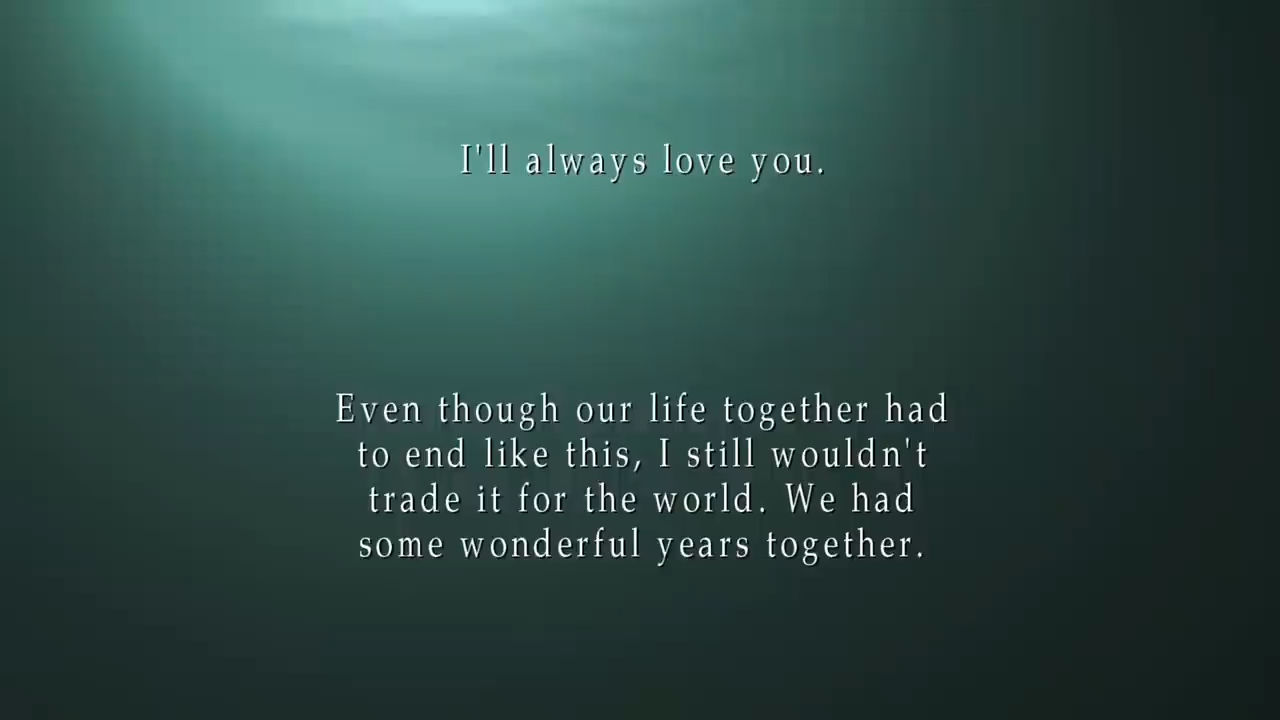 I'll always love you.
Even though our life together had
to end like this, I still wouldn't
trade it for the world. We had
some wonderful years together.